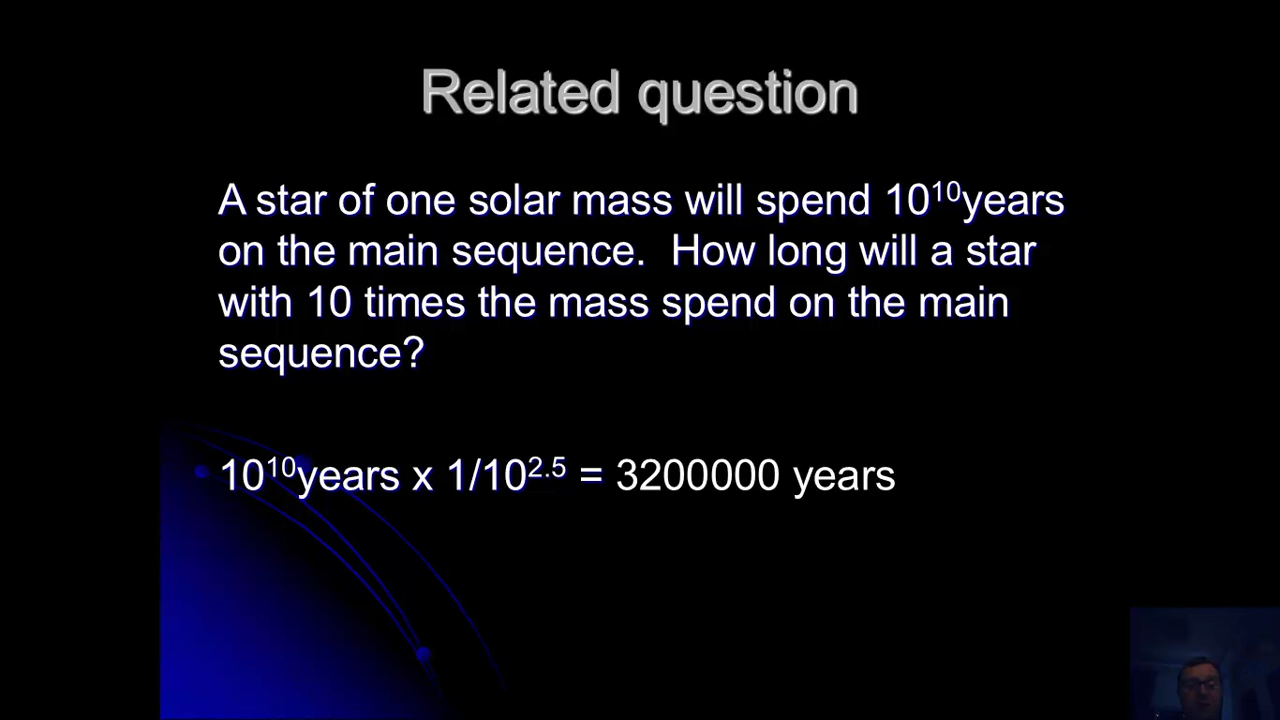 Related question
A star of one solar mass will spend 10¹⁰years
on the main sequence.  How long will a star
with 10 times the mass spend on the main
sequence?
10¹⁰years x 1/10²·⁵ = 3200000 years